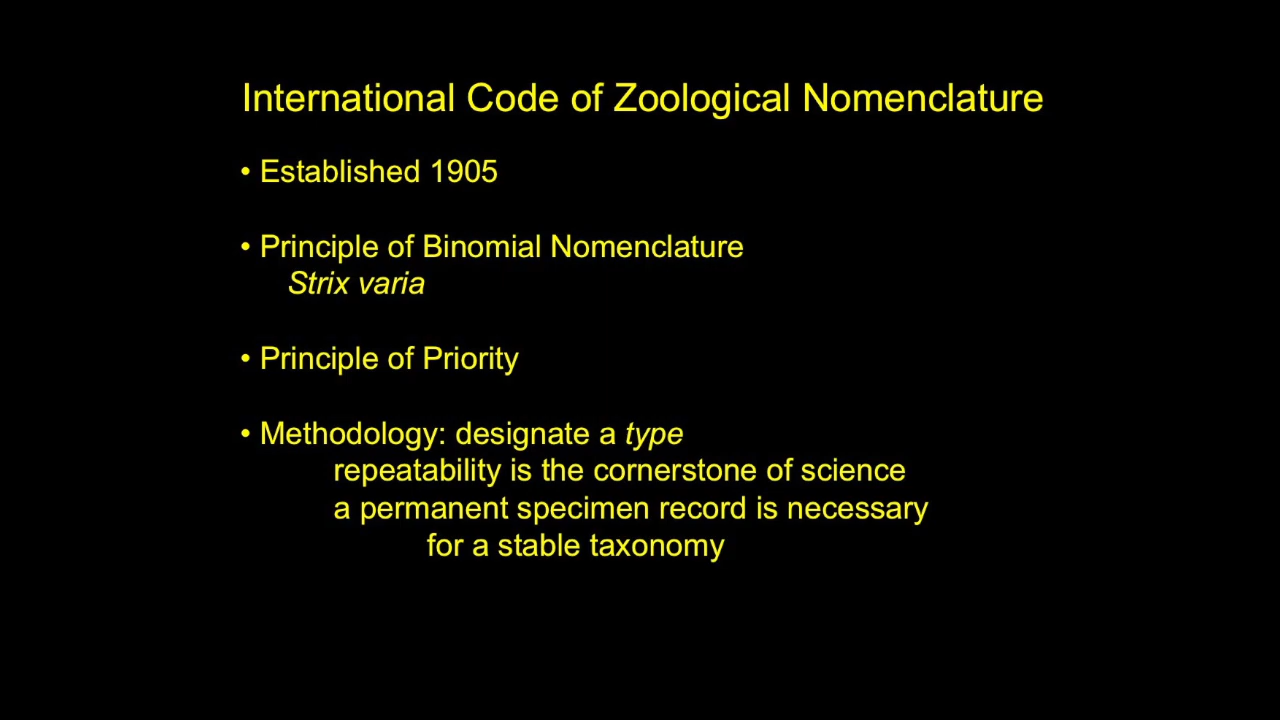 International Code of Zoological Nomenclature
• Established 1905
• Principle of Binomial Nomenclature
Strix varia
• Principle of Priority
• Methodology: designate a type
repeatability is the cornerstone of science
a permanent specimen record is necessary
for a stable taxonomy